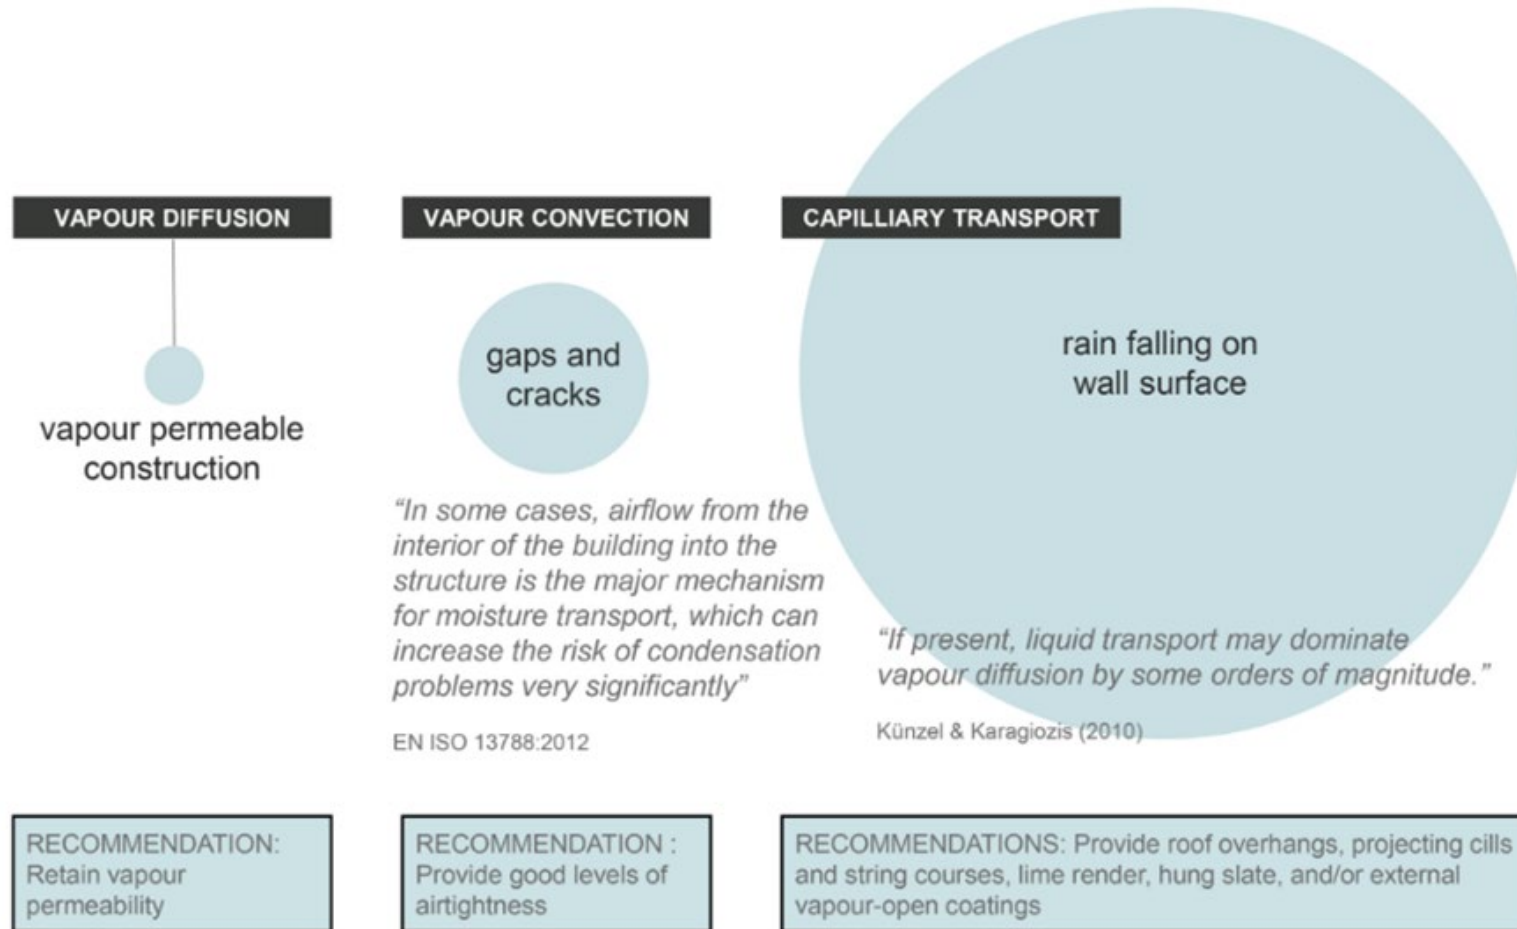 VAPOUR DIFFUSION
vapour permeable
construction
VAPOUR CONVECTION
gaps and
cracks
“In some cases, airflow from the
interior of the building into the
structure is the major mechanism
for moisture transport, which can
increase the risk of condensation
problems very significantly”
EN ISO 13788:2012
CAPILLIARY TRANSPORT
rain falling on
wall surface
“If present, liquid transport may dominate
vapour diffusion by some orders of magnitude.”
Künzel & Karagiozis (2010)
RECOMMENDATION:
Retain vapour
permeability
RECOMMENDATION :
Provide good levels of
airtightness
RECOMMENDATIONS: Provide roof overhangs, projecting cills
and string courses, lime render, hung slate, and/or external
vapour-open coatings